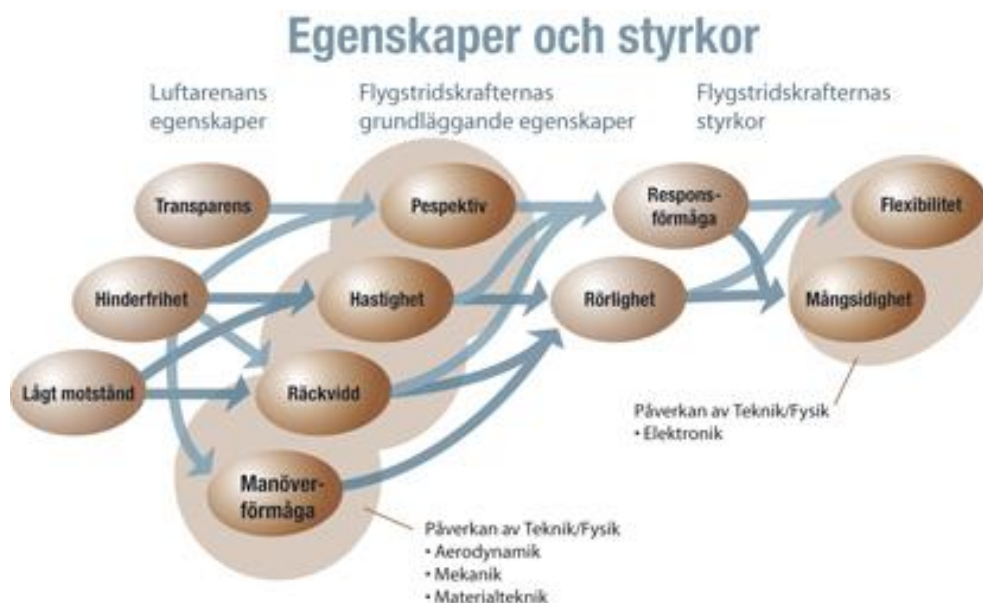 Egenskaper och styrkor
Luftarenans
egenskaper
Flygstridskrafternas
grundläggande egenskaper
Flygstridskrafternas
styrkor
Transparens
Pespektiv
Respons-
förmåga
Flexibilitet
Hinderfrihet
Hastighet
Rörlighet
Mångsidighet
Lågt motstånd
Räckvidd
Manöver-
förmåga
Påverkan av Teknik/Fysik
• Elektronik
Påverkan av Teknik/Fysik
• Aerodynamik
• Mekanik
• Materialteknik